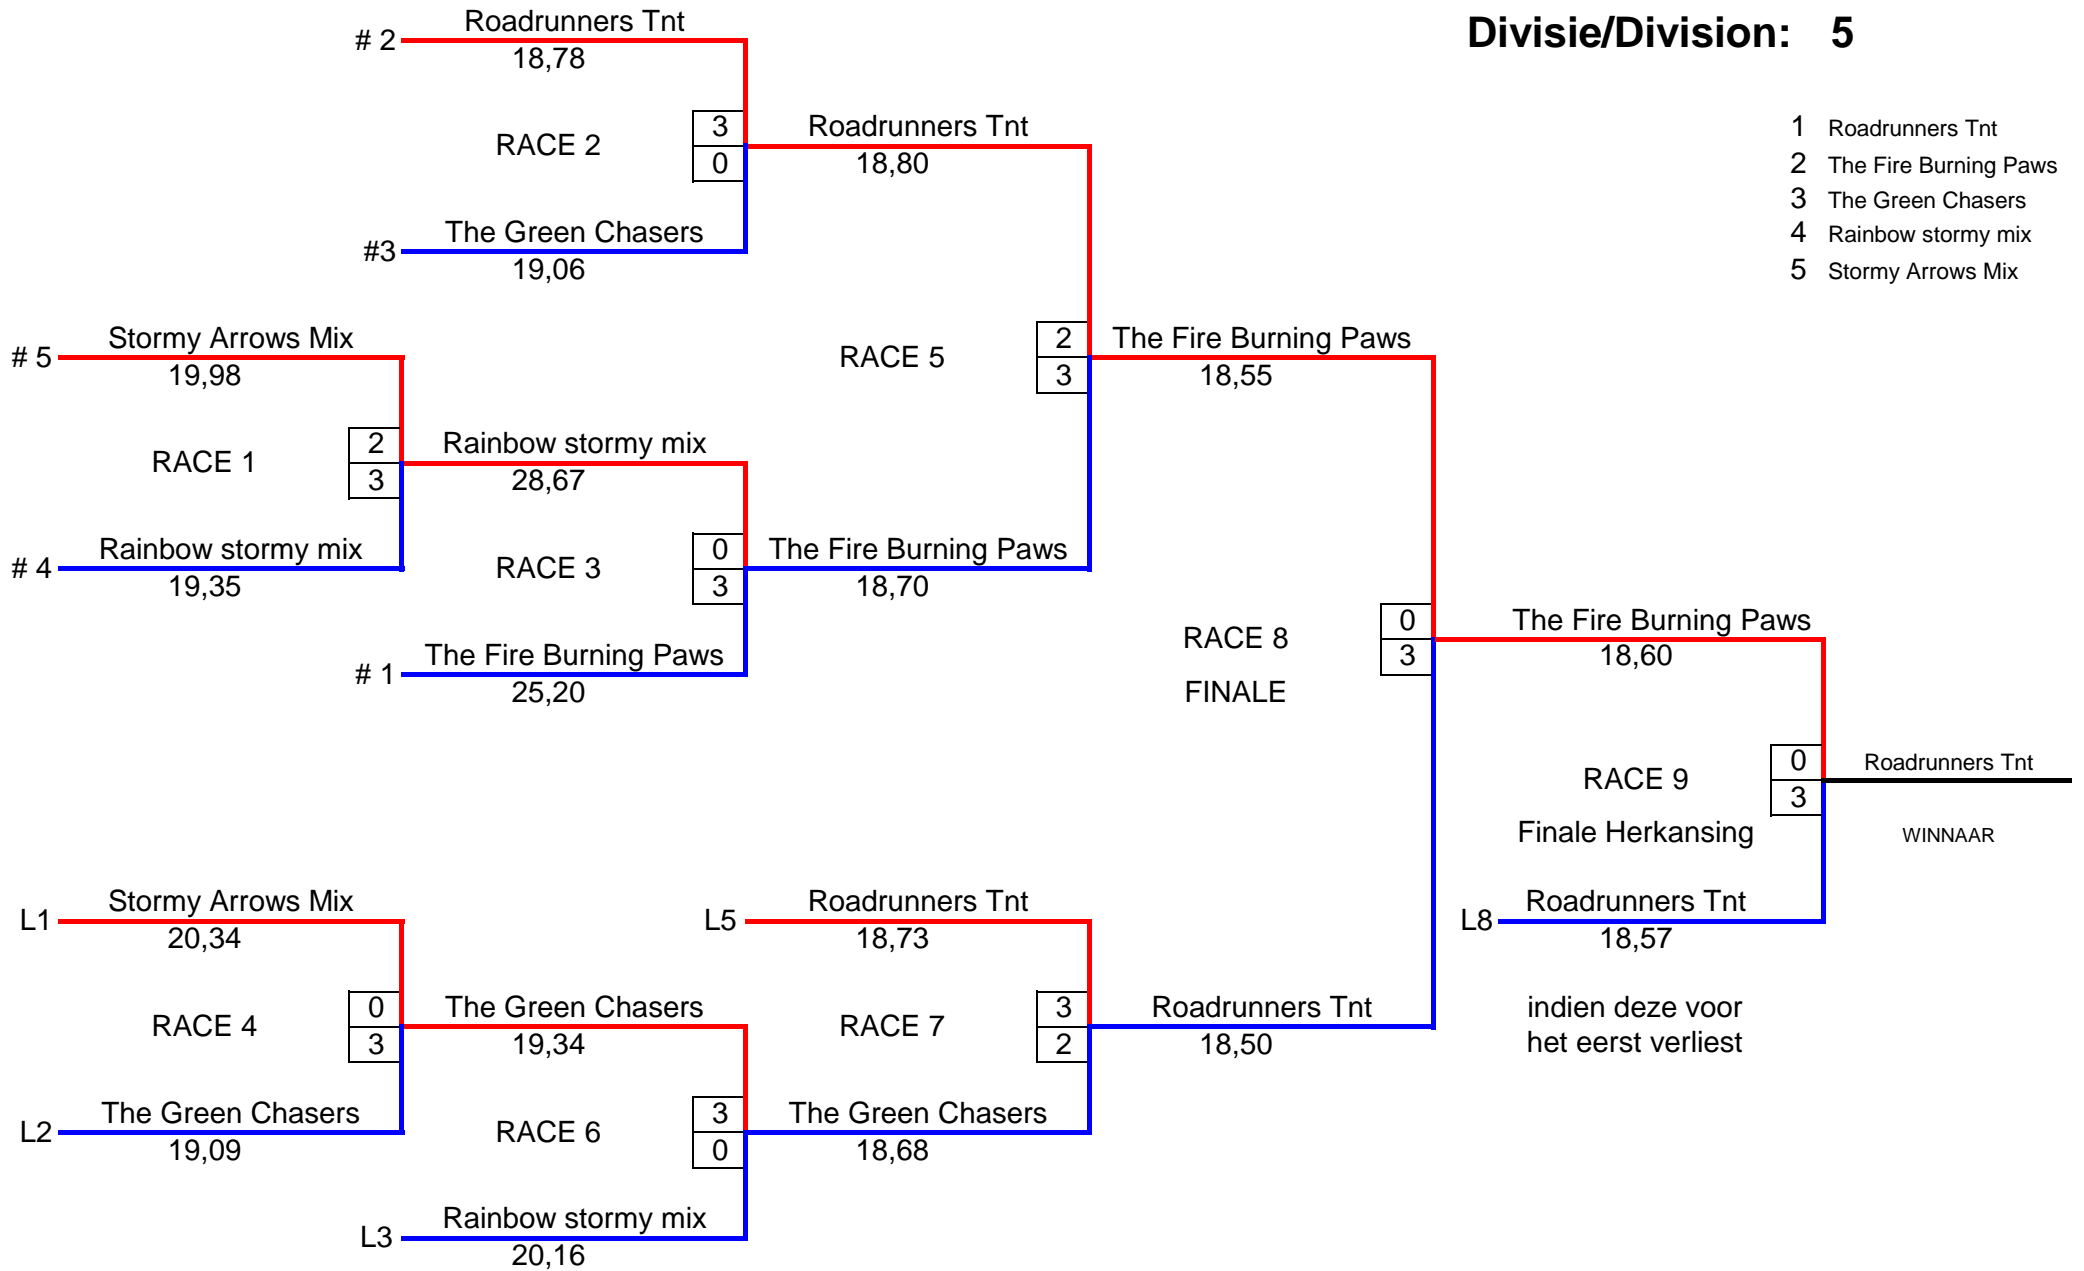 Divisie/Division: 5
1 Roadrunners Tnt
2 The Fire Burning Paws
3 The Green Chasers
4 Rainbow stormy mix
5 Stormy Arrows Mix
# 2 Roadrunners Tnt
18,78
RACE 2
3
0
#3 The Green Chasers
19,06
Roadrunners Tnt
18,80
# 5 Stormy Arrows Mix
19,98
RACE 1
2
3
# 4 Rainbow stormy mix
19,35
Rainbow stormy mix
28,67
RACE 3
0
3
# 1 The Fire Burning Paws
25,20
RACE 5
2
3
The Fire Burning Paws
18,70
The Fire Burning Paws
18,55
RACE 8
FINALE
0
3
The Fire Burning Paws
18,60
RACE 9
Finale Herkansing
0
3
Roadrunners Tnt
WINNAAR
L8 Roadrunners Tnt
18,57
indien deze voor
het eerst verliest
L1 Stormy Arrows Mix
20,34
RACE 4
0
3
L2 The Green Chasers
19,09
The Green Chasers
19,34
RACE 6
3
0
L3 Rainbow stormy mix
20,16
L5 Roadrunners Tnt
18,73
RACE 7
3
2
The Green Chasers
18,68
Roadrunners Tnt
18,50